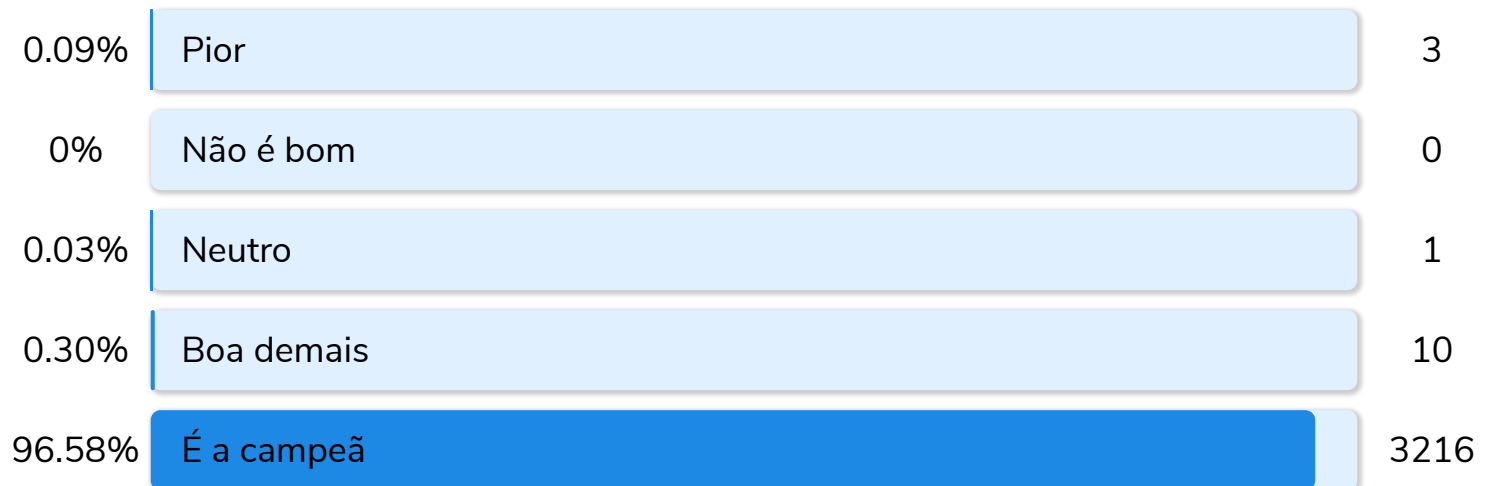 0.09% Pior 3
0% Não é bom 0
0.03% Neutro 1
0.30% Boa demais 10
96.58% É a campeã 3216